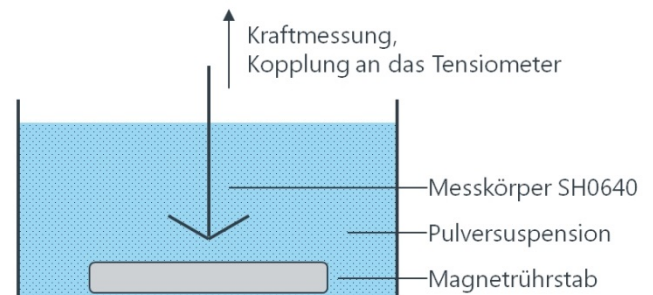 Kraftmessung,
Kopplung an das Tensiometer
Messkörper SH0640
Pulversuspension
Magnetrührstab